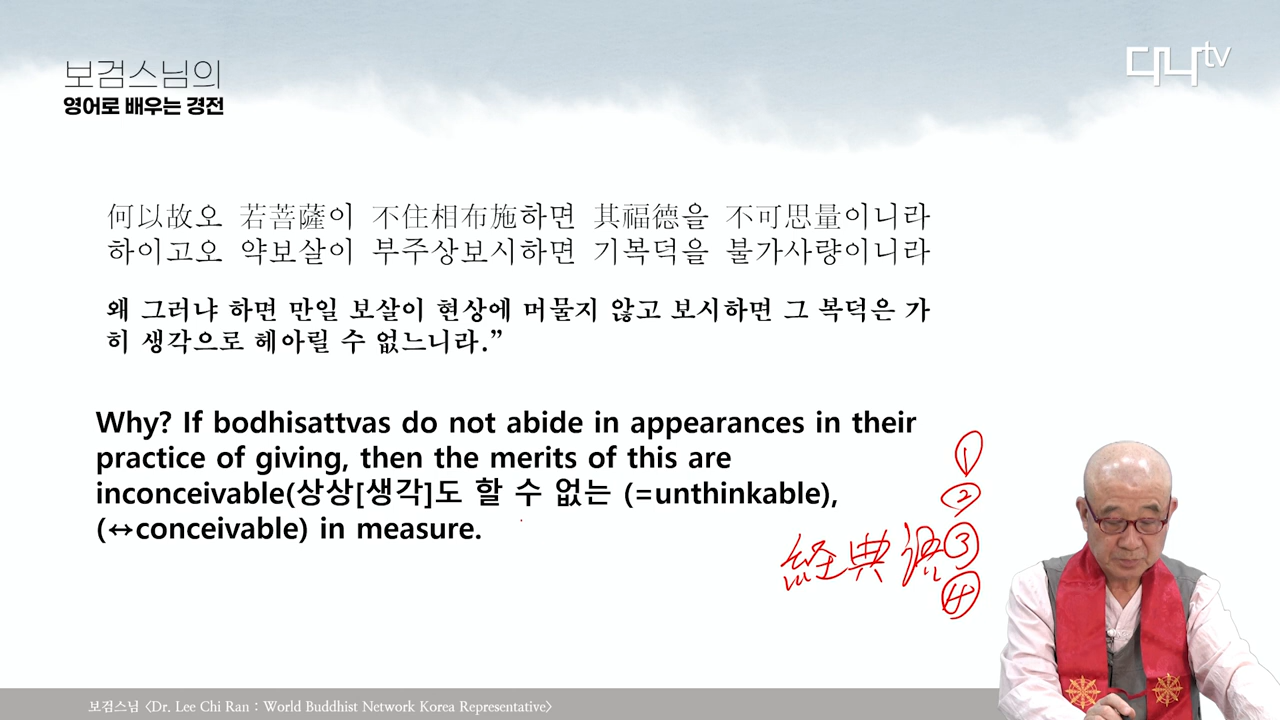 보검스님의
영어로 배우는 경전
다나tv
何以故오 若菩薩이 不住相布施하면 其福德을 不可思量이니라
하이고오 약보살이 부주상보시하면 기복덕을 불가사량이니라
왜 그러냐 하면 만일 보살이 현상에 머물지 않고 보시하면 그 복덕은 가
히 생각으로 헤아릴 수 없느니라.”
Why? If bodhisattvas do not abide in appearances in their
practice of giving, then the merits of this are
inconceivable(상상[생각]도 할 수 없는 (=unthinkable),
(↔conceivable) in measure.
①
②
③
④
経典
보검스님 <Dr. Lee Chi Ran : World Buddhist Network Korea Representative>